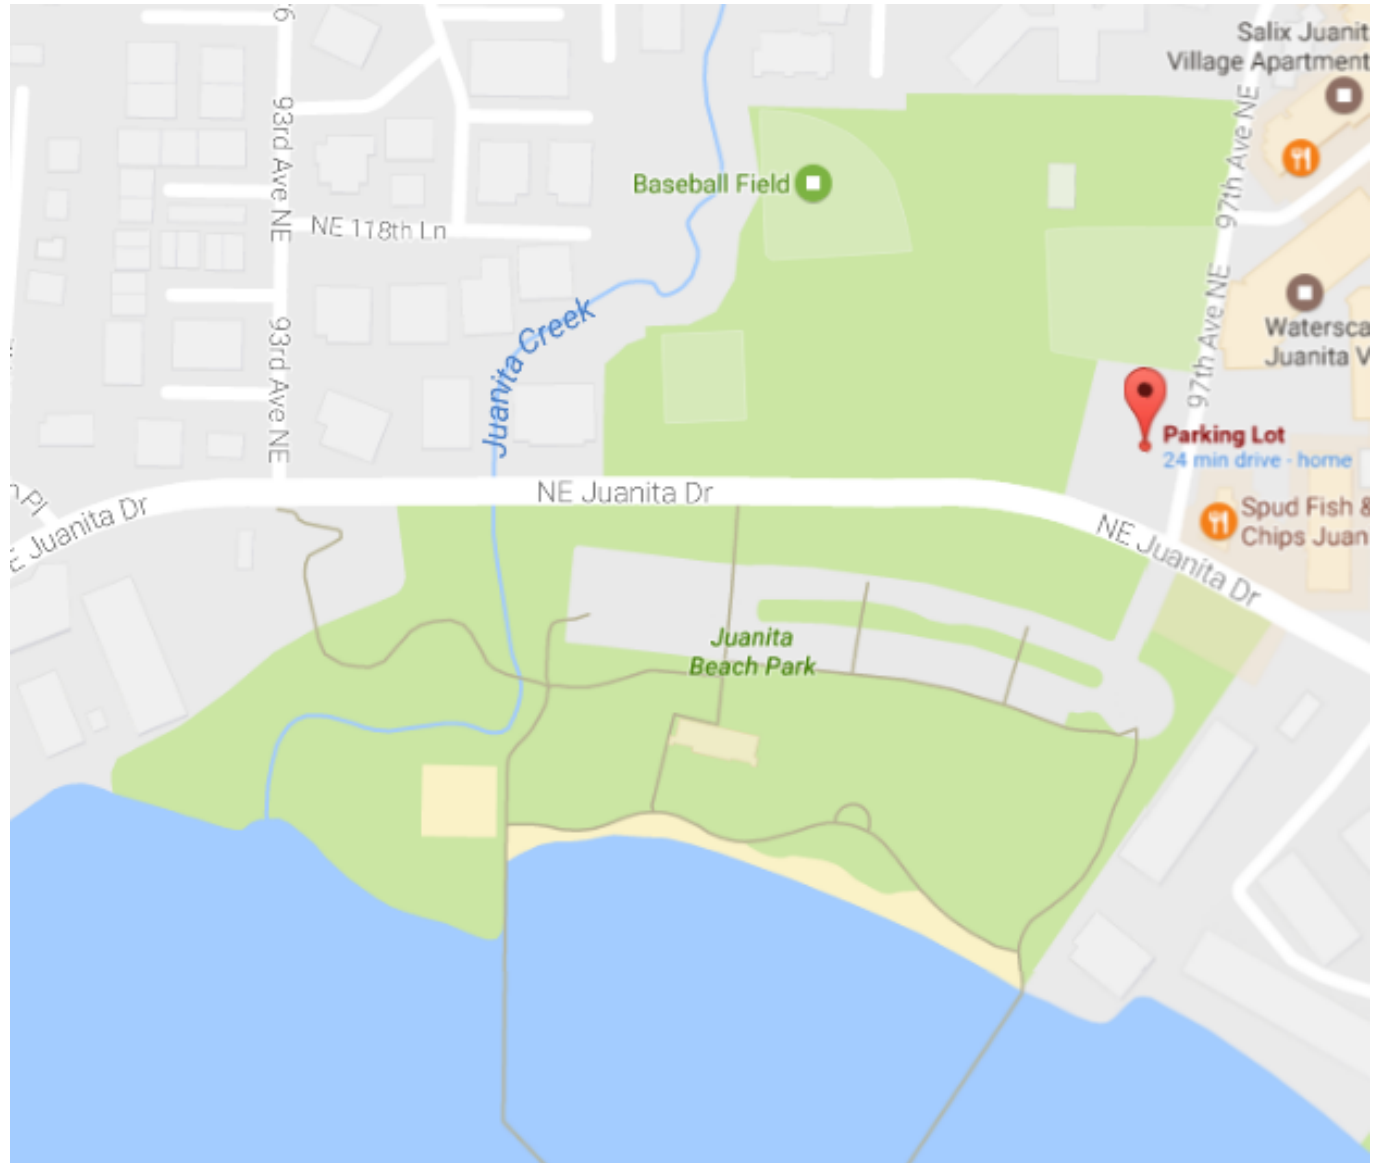 Salix Juanit
Village Apartment
93rd Ave NE
97th Ave NE
Baseball Field
NE 118th Ln
97th Ave NE
Juanita Creek
Watersca
Juanita V
93rd Ave NE
Parking Lot
24 min drive - home
NE Juanita Dr
Pl
E Juanita Dr
Spud Fish &
Chips Juan
NE Juanita Dr
Juanita
Beach Park